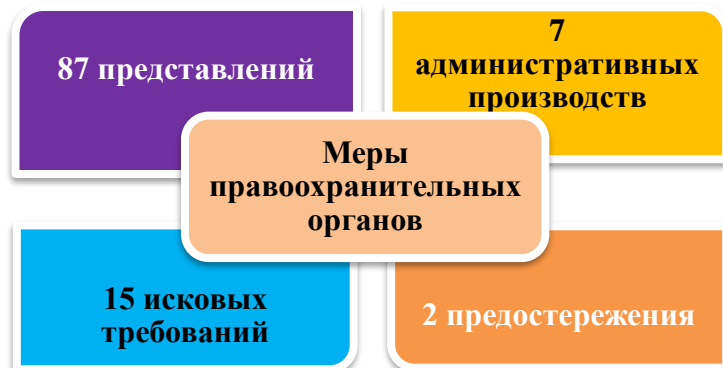 87 представлений
7
административных
производств
Меры
правоохранительных
органов
15 исковых
требований
2 предостережения